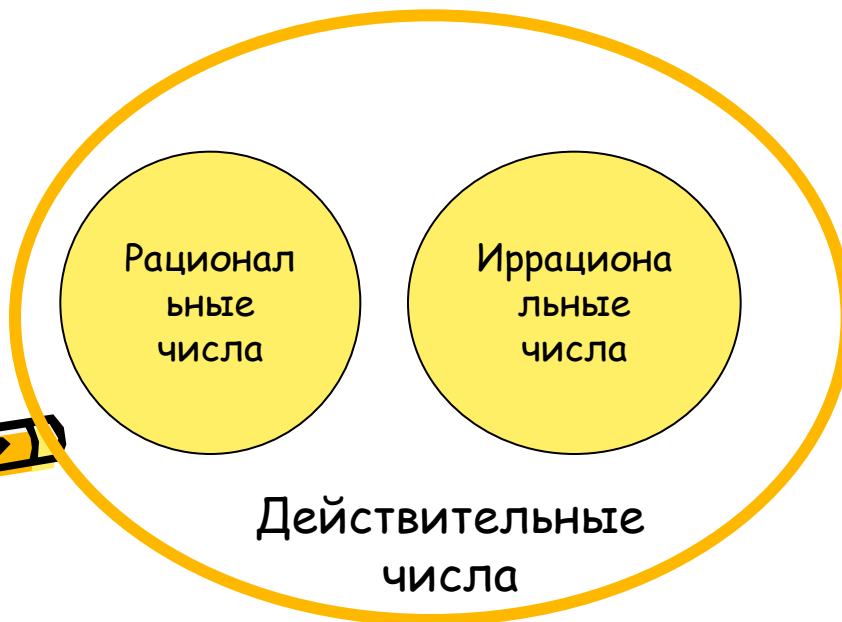 Рационал
ьные
числа
Иррациона
льные
числа
Действительные
числа